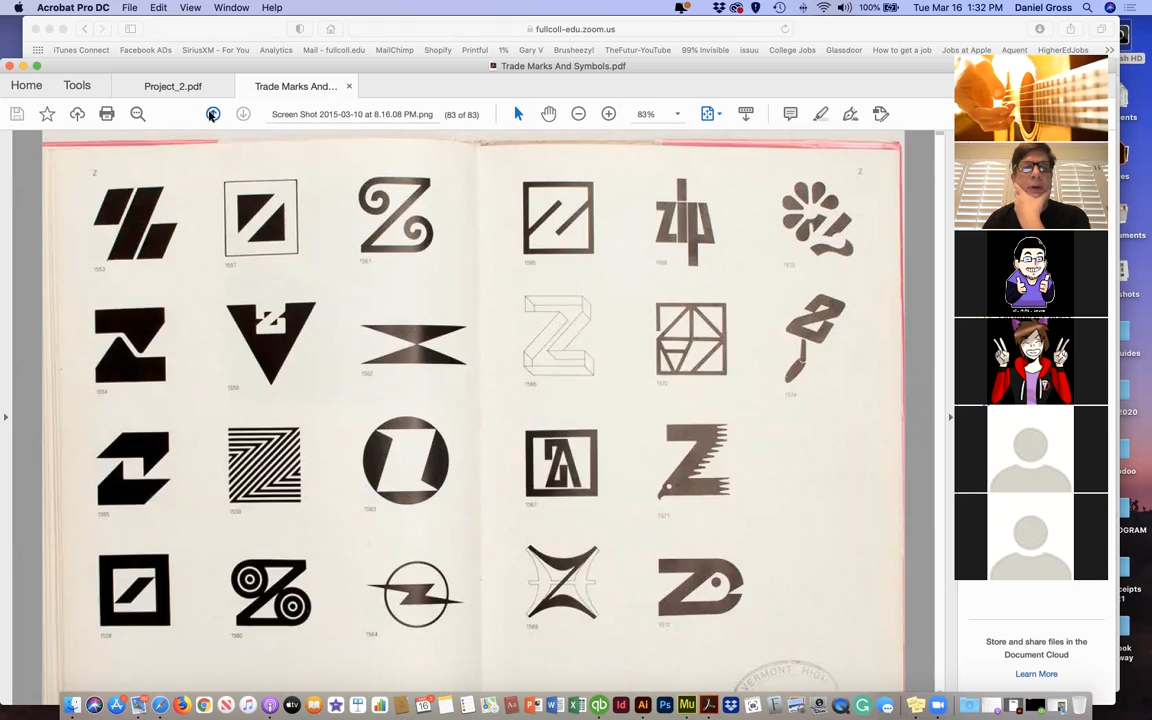 Acrobat Pro DC File Edit View Window Help
100% Tue Mar 16 1:32 PM Daniel Gross
fullcoll-edu.zoom.us
iTunes Connect Facebook ADs SiriusXM - For You Analytics Mail - fullcoll.edu MailChimp Shopify Printful 1% Gary V Brusheezy! TheFutur-YouTube 99% Invisible issuu College Jobs Glassdoor How to get a job Jobs at Apple Aquent HigherEdJobs
Trade Marks And Symbols.pdf
Home Tools Project_2.pdf Trade Marks And...
Screen Shot 2015-03-10 at 8.16.08 PM.png (83 of 83) 83%
Z Z
zip
ZA
VERMONT HIGH
Store and share files in the
Document Cloud
Learn More